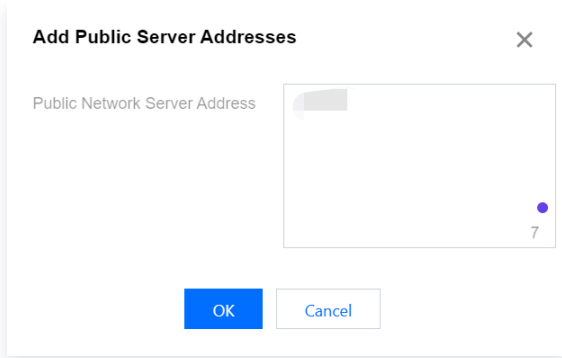 Add Public Server Addresses
Public Network Server Address
7
OK
Cancel